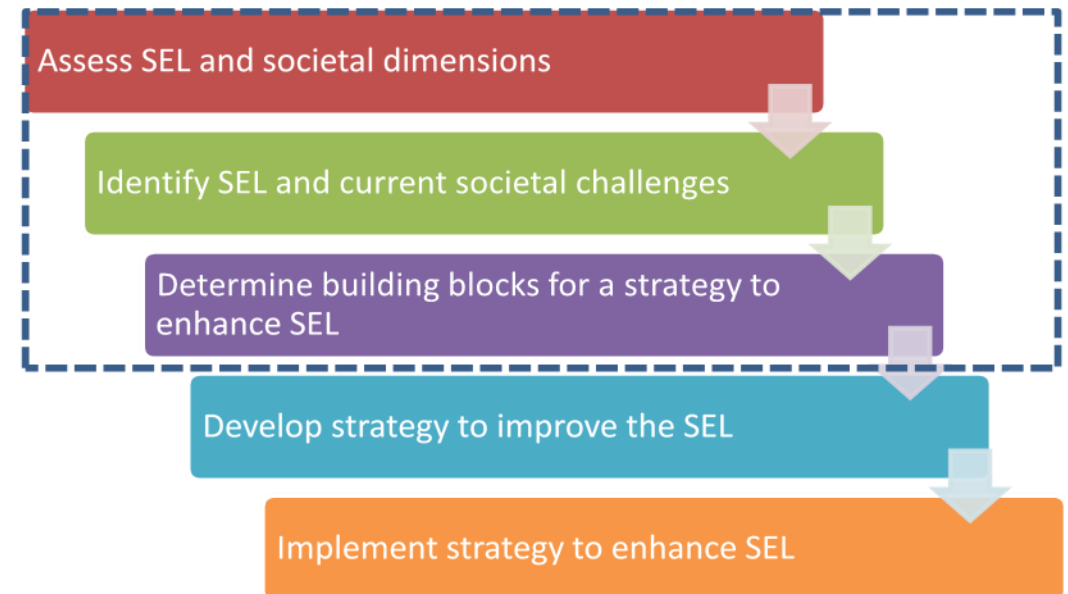 Assess SEL and societal dimensions
Identify SEL and current societal challenges
Determine building blocks for a strategy to
enhance SEL
Develop strategy to improve the SEL
Implement strategy to enhance SEL